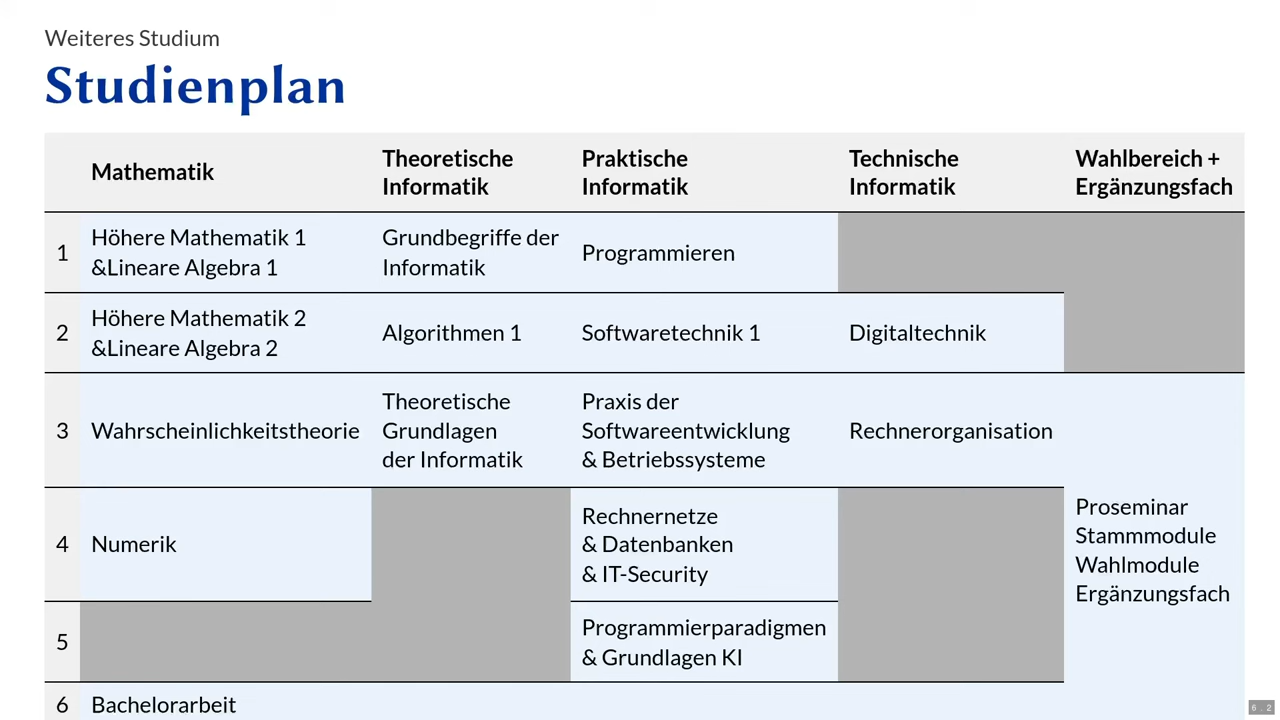 Weiteres Studium
Studienplan
Mathematik
Theoretische
Informatik
Praktische
Informatik
Technische
Informatik
Wahlbereich +
Ergänzungsfach
1
Höhere Mathematik 1
&Lineare Algebra 1
Grundbegriffe der
Informatik
Programmieren
2
Höhere Mathematik 2
&Lineare Algebra 2
Algorithmen 1
Softwaretechnik 1
Digitaltechnik
3
Wahrscheinlichkeitstheorie
Theoretische
Grundlagen
der Informatik
Praxis der
Softwareentwicklung
& Betriebssysteme
Rechnerorganisation
Proseminar
Stammmodule
Wahlmodule
Ergänzungsfach
4
Numerik
Rechnernetze
& Datenbanken
& IT-Security
5
Programmierparadigmen
& Grundlagen KI
6
Bachelorarbeit
6 . 2